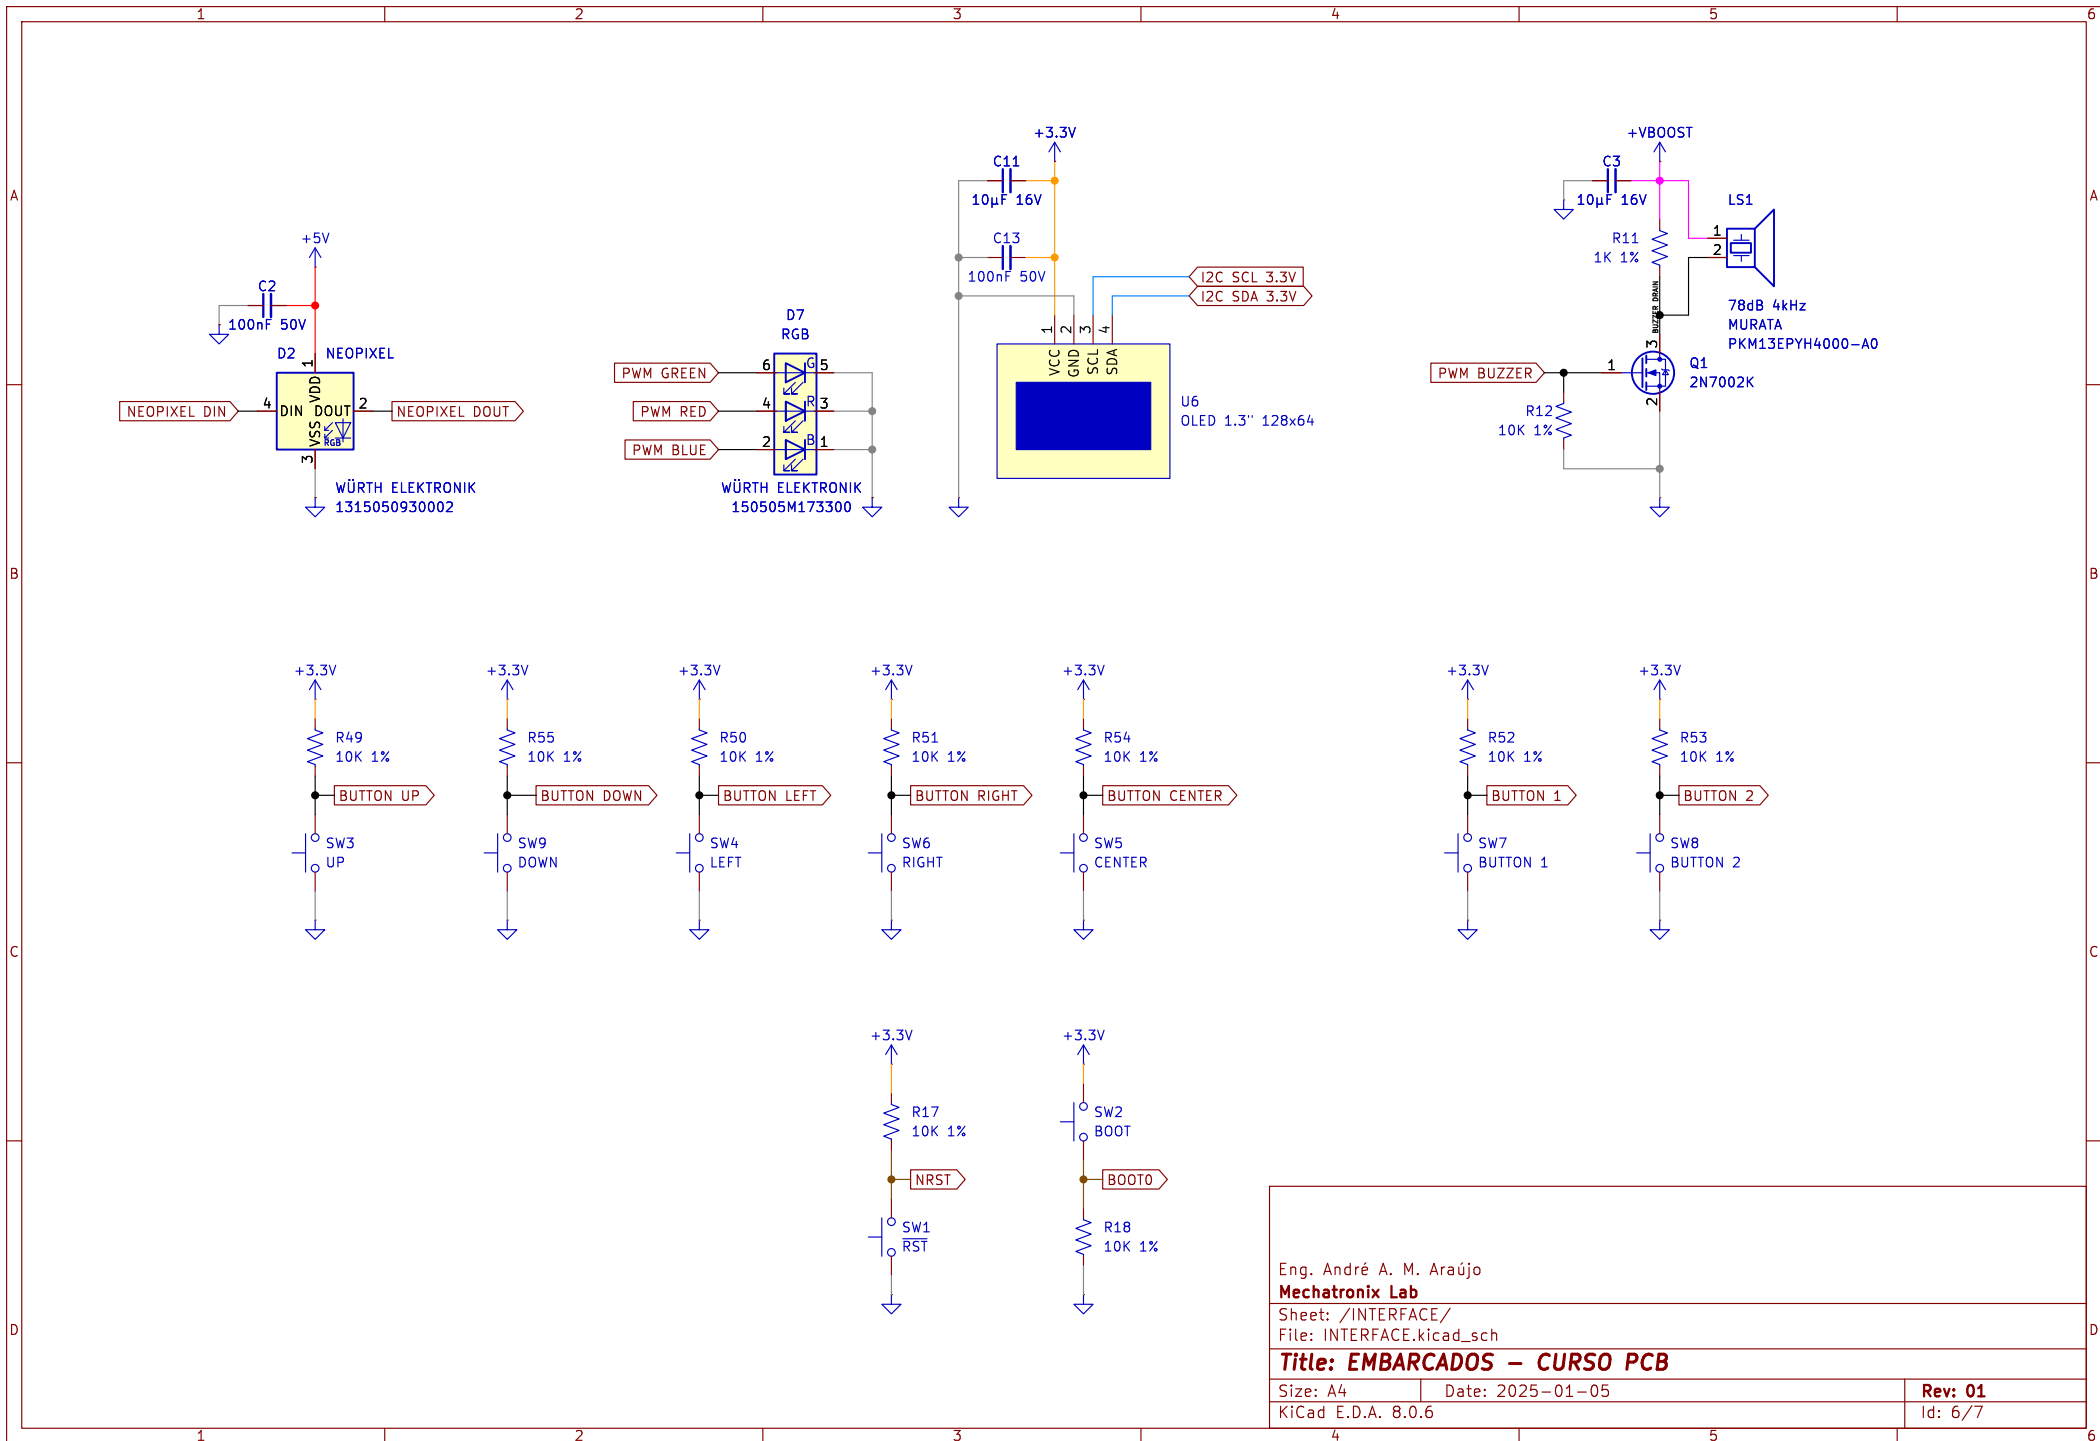 1 2 3 4 5 6
A A
B B
C C
D D
+5V
C2
100nF 50V
D2 NEOPIXEL
1
VDD
NEOPIXEL DIN
4
DIN DOUT
2
NEOPIXEL DOUT
VSS
RGB
3
WÜRTH ELEKTRONIK
1315050930002
D7
RGB
PWM GREEN
6 G 5
PWM RED
4 R 3
PWM BLUE
2 B 1
WÜRTH ELEKTRONIK
150505M173300
+3.3V
C11
10µF 16V
C13
100nF 50V
I2C SCL 3.3V
I2C SDA 3.3V
1 2 3 4
VCC
GND
SCL
SDA
U6
OLED 1.3" 128x64
+VBOOST
C3
10µF 16V
LS1
R11
1K 1%
1
2
BUZZER DRAIN
78dB 4kHz
MURATA
PKM13EPYH4000-A0
3
PWM BUZZER
1
Q1
2N7002K
2
R12
10K 1%
+3.3V
R49
10K 1%
BUTTON UP
SW3
UP
+3.3V
R55
10K 1%
BUTTON DOWN
SW9
DOWN
+3.3V
R50
10K 1%
BUTTON LEFT
SW4
LEFT
+3.3V
R51
10K 1%
BUTTON RIGHT
SW6
RIGHT
+3.3V
R54
10K 1%
BUTTON CENTER
SW5
CENTER
+3.3V
R52
10K 1%
BUTTON 1
SW7
BUTTON 1
+3.3V
R53
10K 1%
BUTTON 2
SW8
BUTTON 2
+3.3V
R17
10K 1%
NRST
SW1
RST
+3.3V
SW2
BOOT
BOOT0
R18
10K 1%
Eng. André A. M. Araújo
Mechatronix Lab
Sheet: /INTERFACE/
File: INTERFACE.kicad_sch
Title: EMBARCADOS - CURSO PCB
Size: A4 Date: 2025-01-05 Rev: 01
KiCad E.D.A. 8.0.6 Id: 6/7
1 2 3 4 5 6